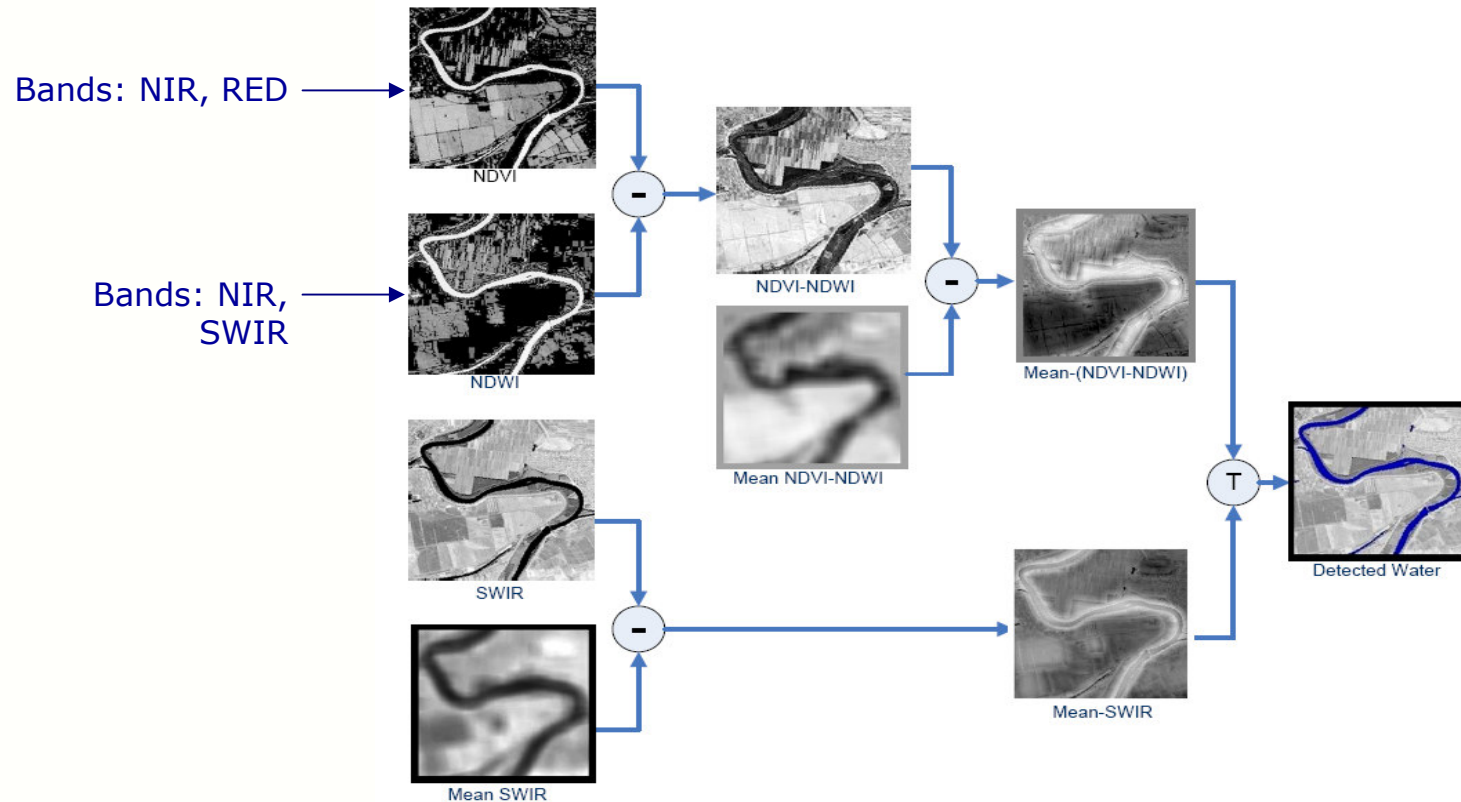 Bands: NIR, RED
NDVI
-
Bands: NIR,
SWIR
NDWI
NDVI-NDWI
-
Mean NDVI-NDWI
Mean-(NDVI-NDWI)
SWIR
-
Mean SWIR
Mean-SWIR
T
Detected Water